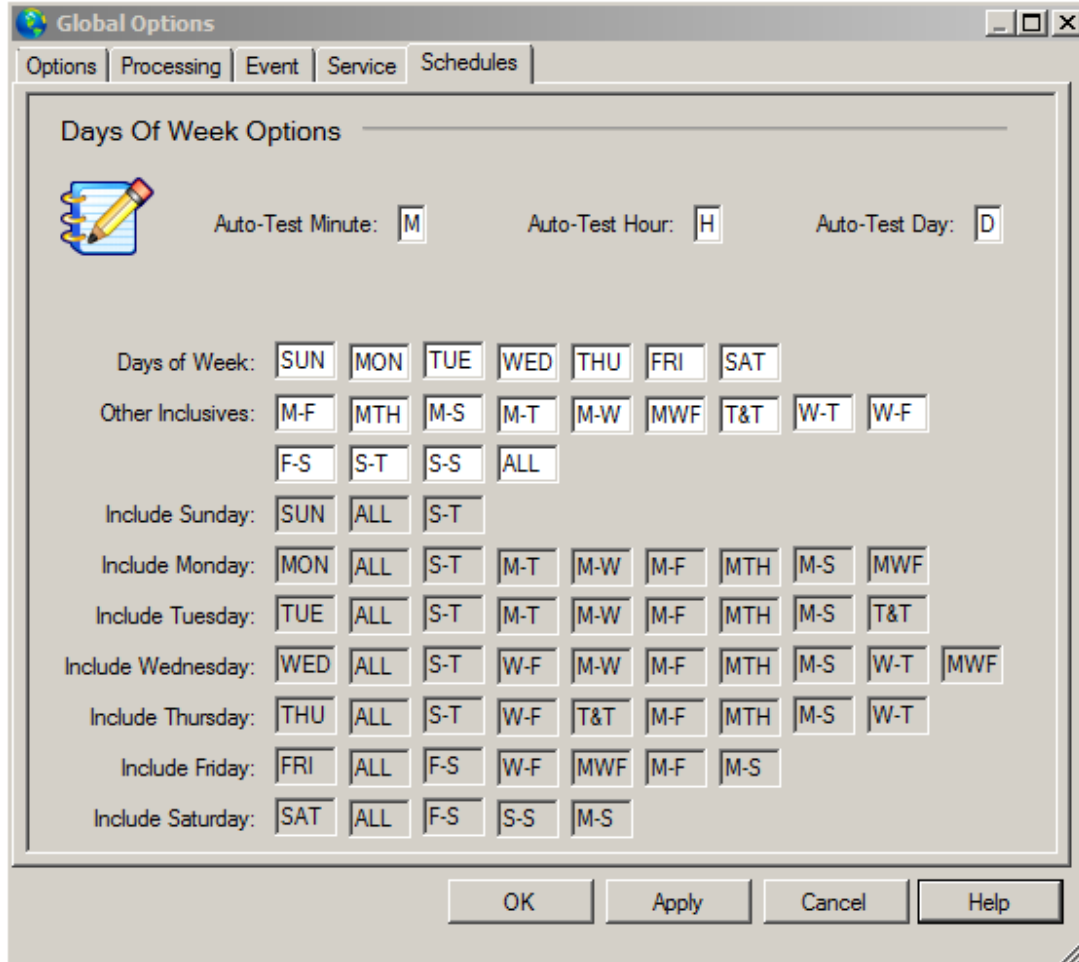 Global Options
Options Processing Event Service Schedules
Days Of Week Options
Auto-Test Minute: M Auto-Test Hour: H Auto-Test Day: D
Days of Week: SUN MON TUE WED THU FRI SAT
Other Inclusives: M-F MTH M-S M-T M-W MWF T&T W-T W-F
F-S S-T S-S ALL
Include Sunday: SUN ALL S-T
Include Monday: MON ALL S-T M-T M-W M-F MTH M-S MWF
Include Tuesday: TUE ALL S-T M-T M-W M-F MTH M-S T&T
Include Wednesday: WED ALL S-T W-F M-W M-F MTH M-S W-T MWF
Include Thursday: THU ALL S-T W-F T&T M-F MTH M-S W-T
Include Friday: FRI ALL F-S W-F MWF M-F M-S
Include Saturday: SAT ALL F-S S-S M-S
OK Apply Cancel Help